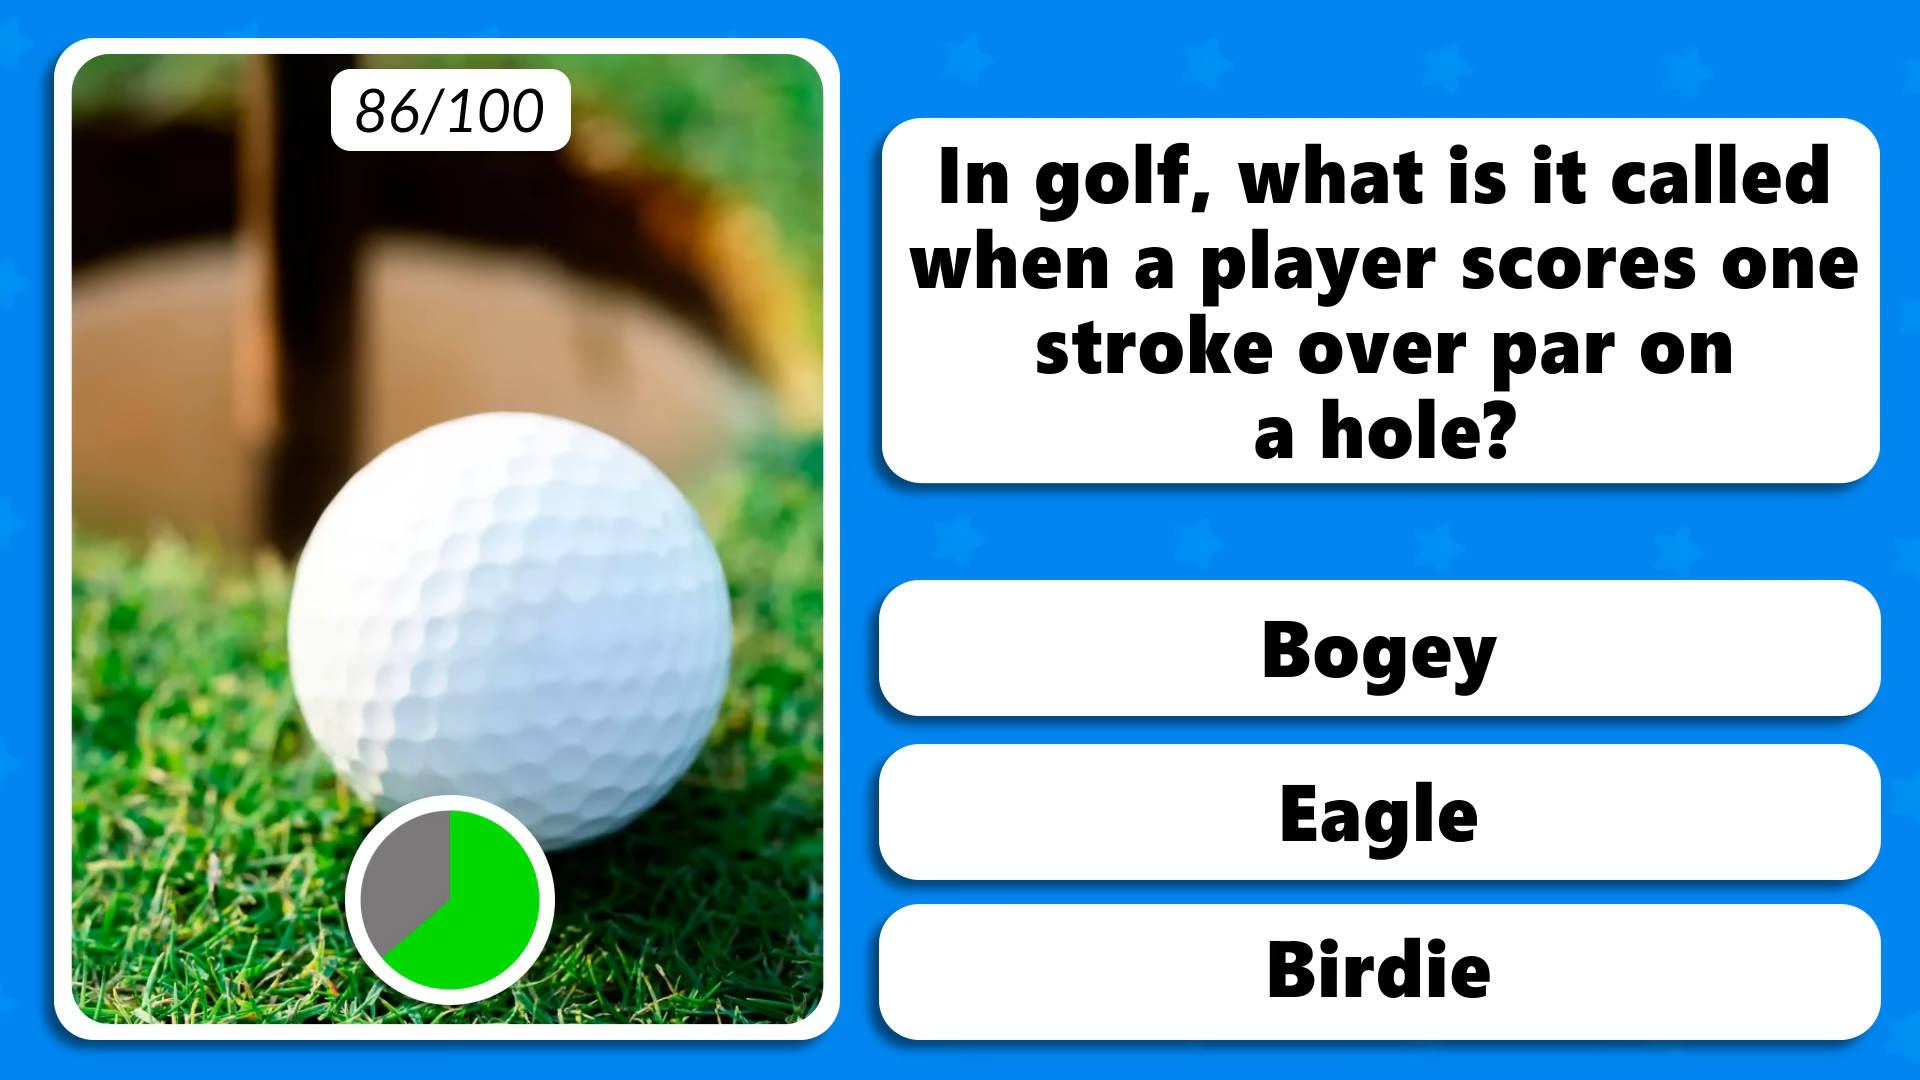 86/100
In golf, what is it called
when a player scores one
stroke over par on
a hole?
Bogey
Eagle
Birdie